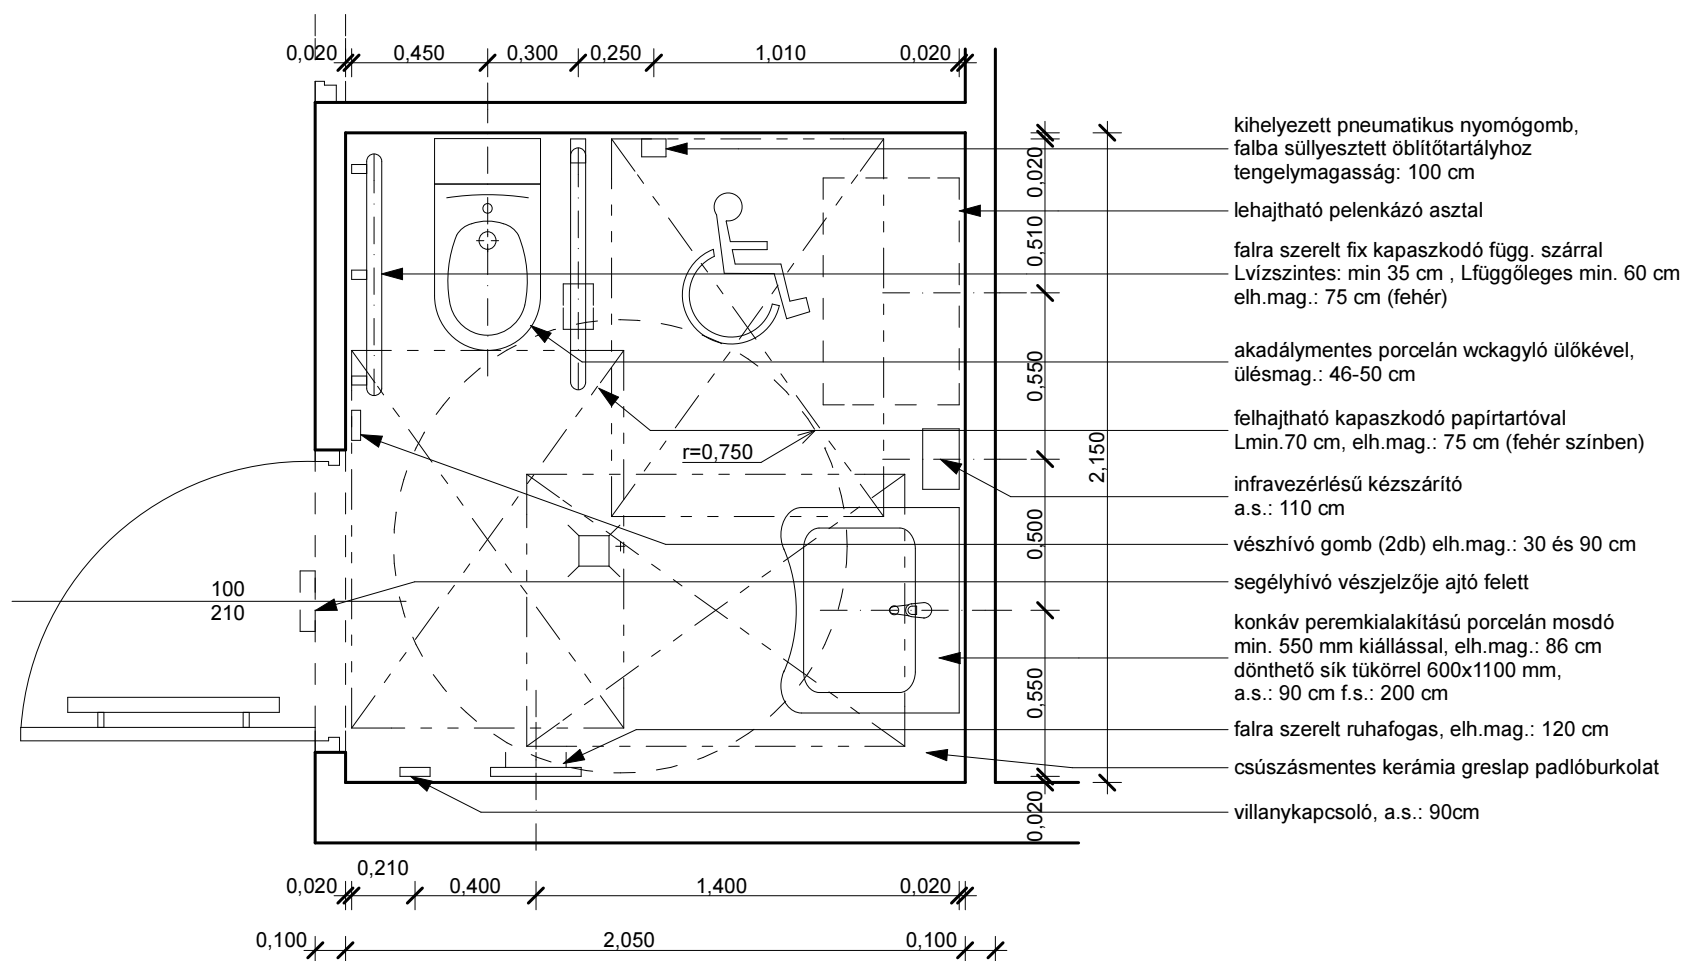 0,020 0,450 0,300 0,250 1,010 0,020
kihelyezett pneumatikus nyomógomb,
falba süllyesztett öblítőtartályhoz
tengelymagasság: 100 cm
lehajtható pelenkázó asztal
falra szerelt fix kapaszkodó függ. szárral
Lvízszintes: min 35 cm , Lfüggőleges min. 60 cm
elh.mag.: 75 cm (fehér)
akadálymentes porcelán wckagyló ülőkével,
ülésmag.: 46-50 cm
felhajtható kapaszkodó papírtartóval
Lmin.70 cm, elh.mag.: 75 cm (fehér színben)
infravezérlésű kézszárító
a.s.: 110 cm
vészhívó gomb (2db) elh.mag.: 30 és 90 cm
segélyhívó vészjelzője ajtó felett
konkáv peremkialakítású porcelán mosdó
min. 550 mm kiállással, elh.mag.: 86 cm
dönthető sík tükörrel 600x1100 mm,
a.s.: 90 cm f.s.: 200 cm
falra szerelt ruhafogas, elh.mag.: 120 cm
csúszásmentes kerámia greslap padlóburkolat
villanykapcsoló, a.s.: 90cm
0,020
0,510
0,550
0,500
0,550
0,020
2,150
r=0,750
100
210
0,210
0,020 0,400 1,400 0,020
0,100 2,050 0,100